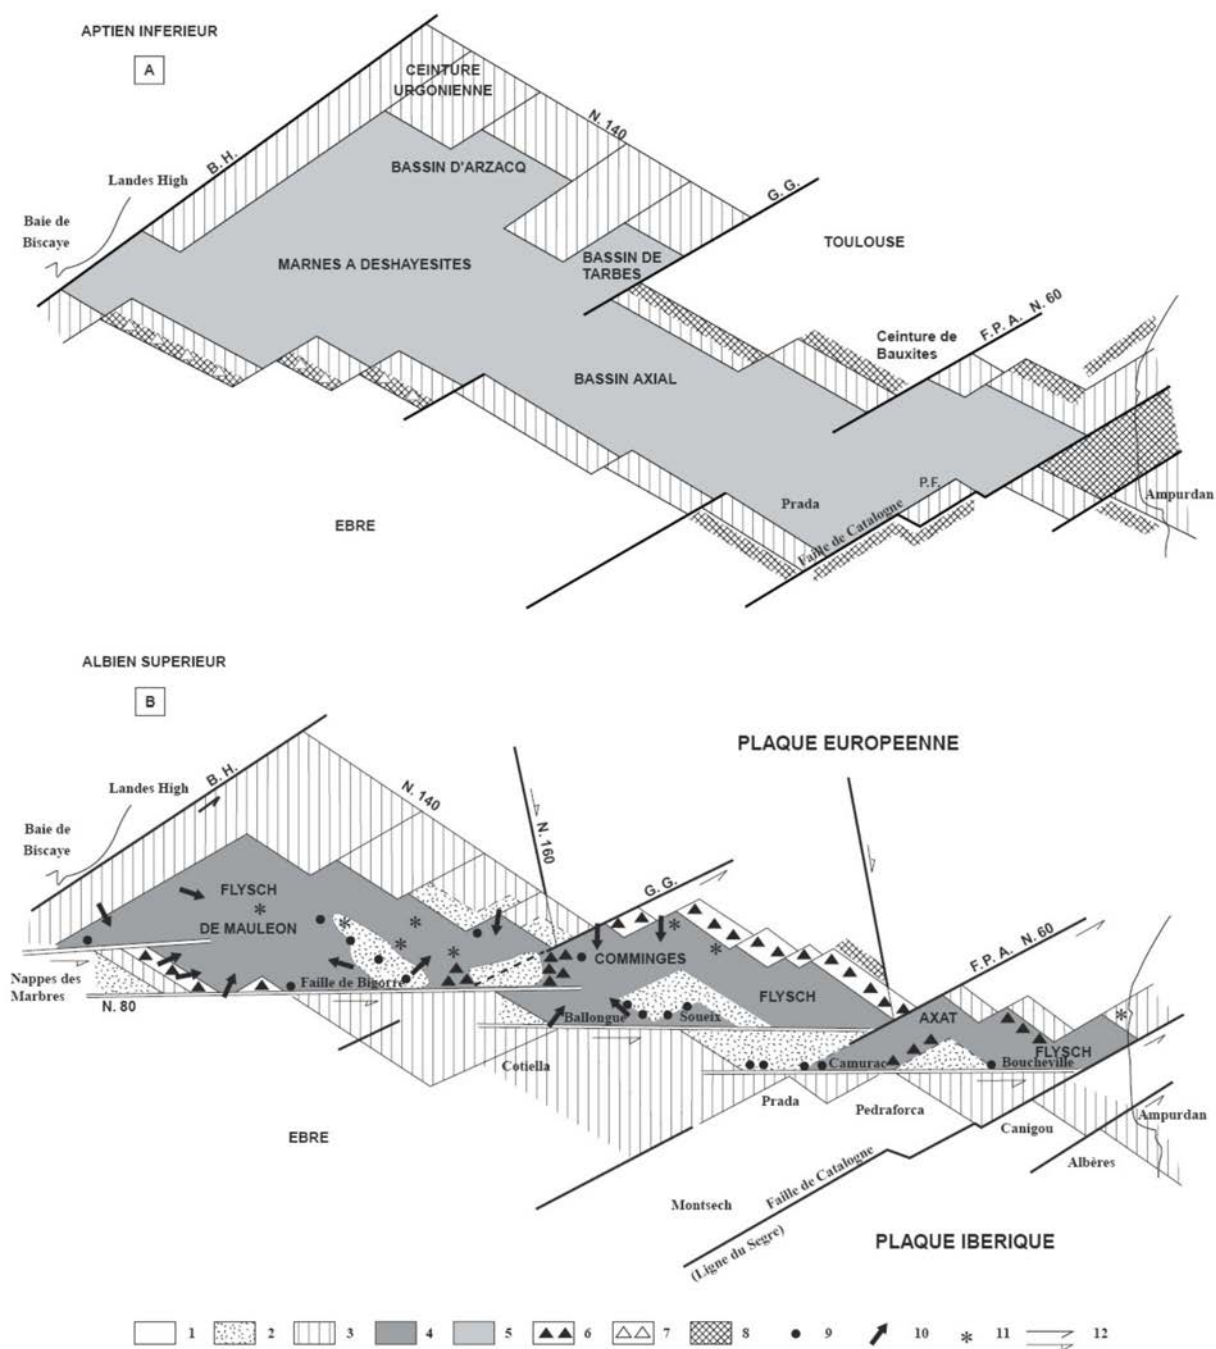 APTIEN INFERIEUR
A
CEINTURE
URGONIENNE
N. 140
B. H.
BASSIN D'ARZACQ
Landes High
G. G.
Baie de
Biscaye
TOULOUSE
MARNES A DESHAYESITES
BASSIN DE
TARBES
F. P. A. N. 60
Ceinture de
Bauxites
BASSIN AXIAL
P.F.
Prada
Ampurdan
Faille de Catalogne
EBRE
ALBIEN SUPERIEUR
B
PLAQUE EUROPEENNE
B. H.
Landes High
N. 140
N. 160
Baie de
Biscaye
G. G.
FLYSCH
DE MAULEON
F. P. A. N. 60
COMMINGES
Nappes des
Marbres
Faille de Bigorre
FLYSCH
N. 80
Ballongue
Soueix
AXAT
FLYSCH
Cotiella
Camurac
Boucheville
Prada
Pedraforca
Ampurdan
Canigou
EBRE
Albères
Faille de Catalogne
Montsech
(Ligne du Segre)
PLAQUE IBERIQUE
1 2 3 4 5 6 7 8 9 10 11 12